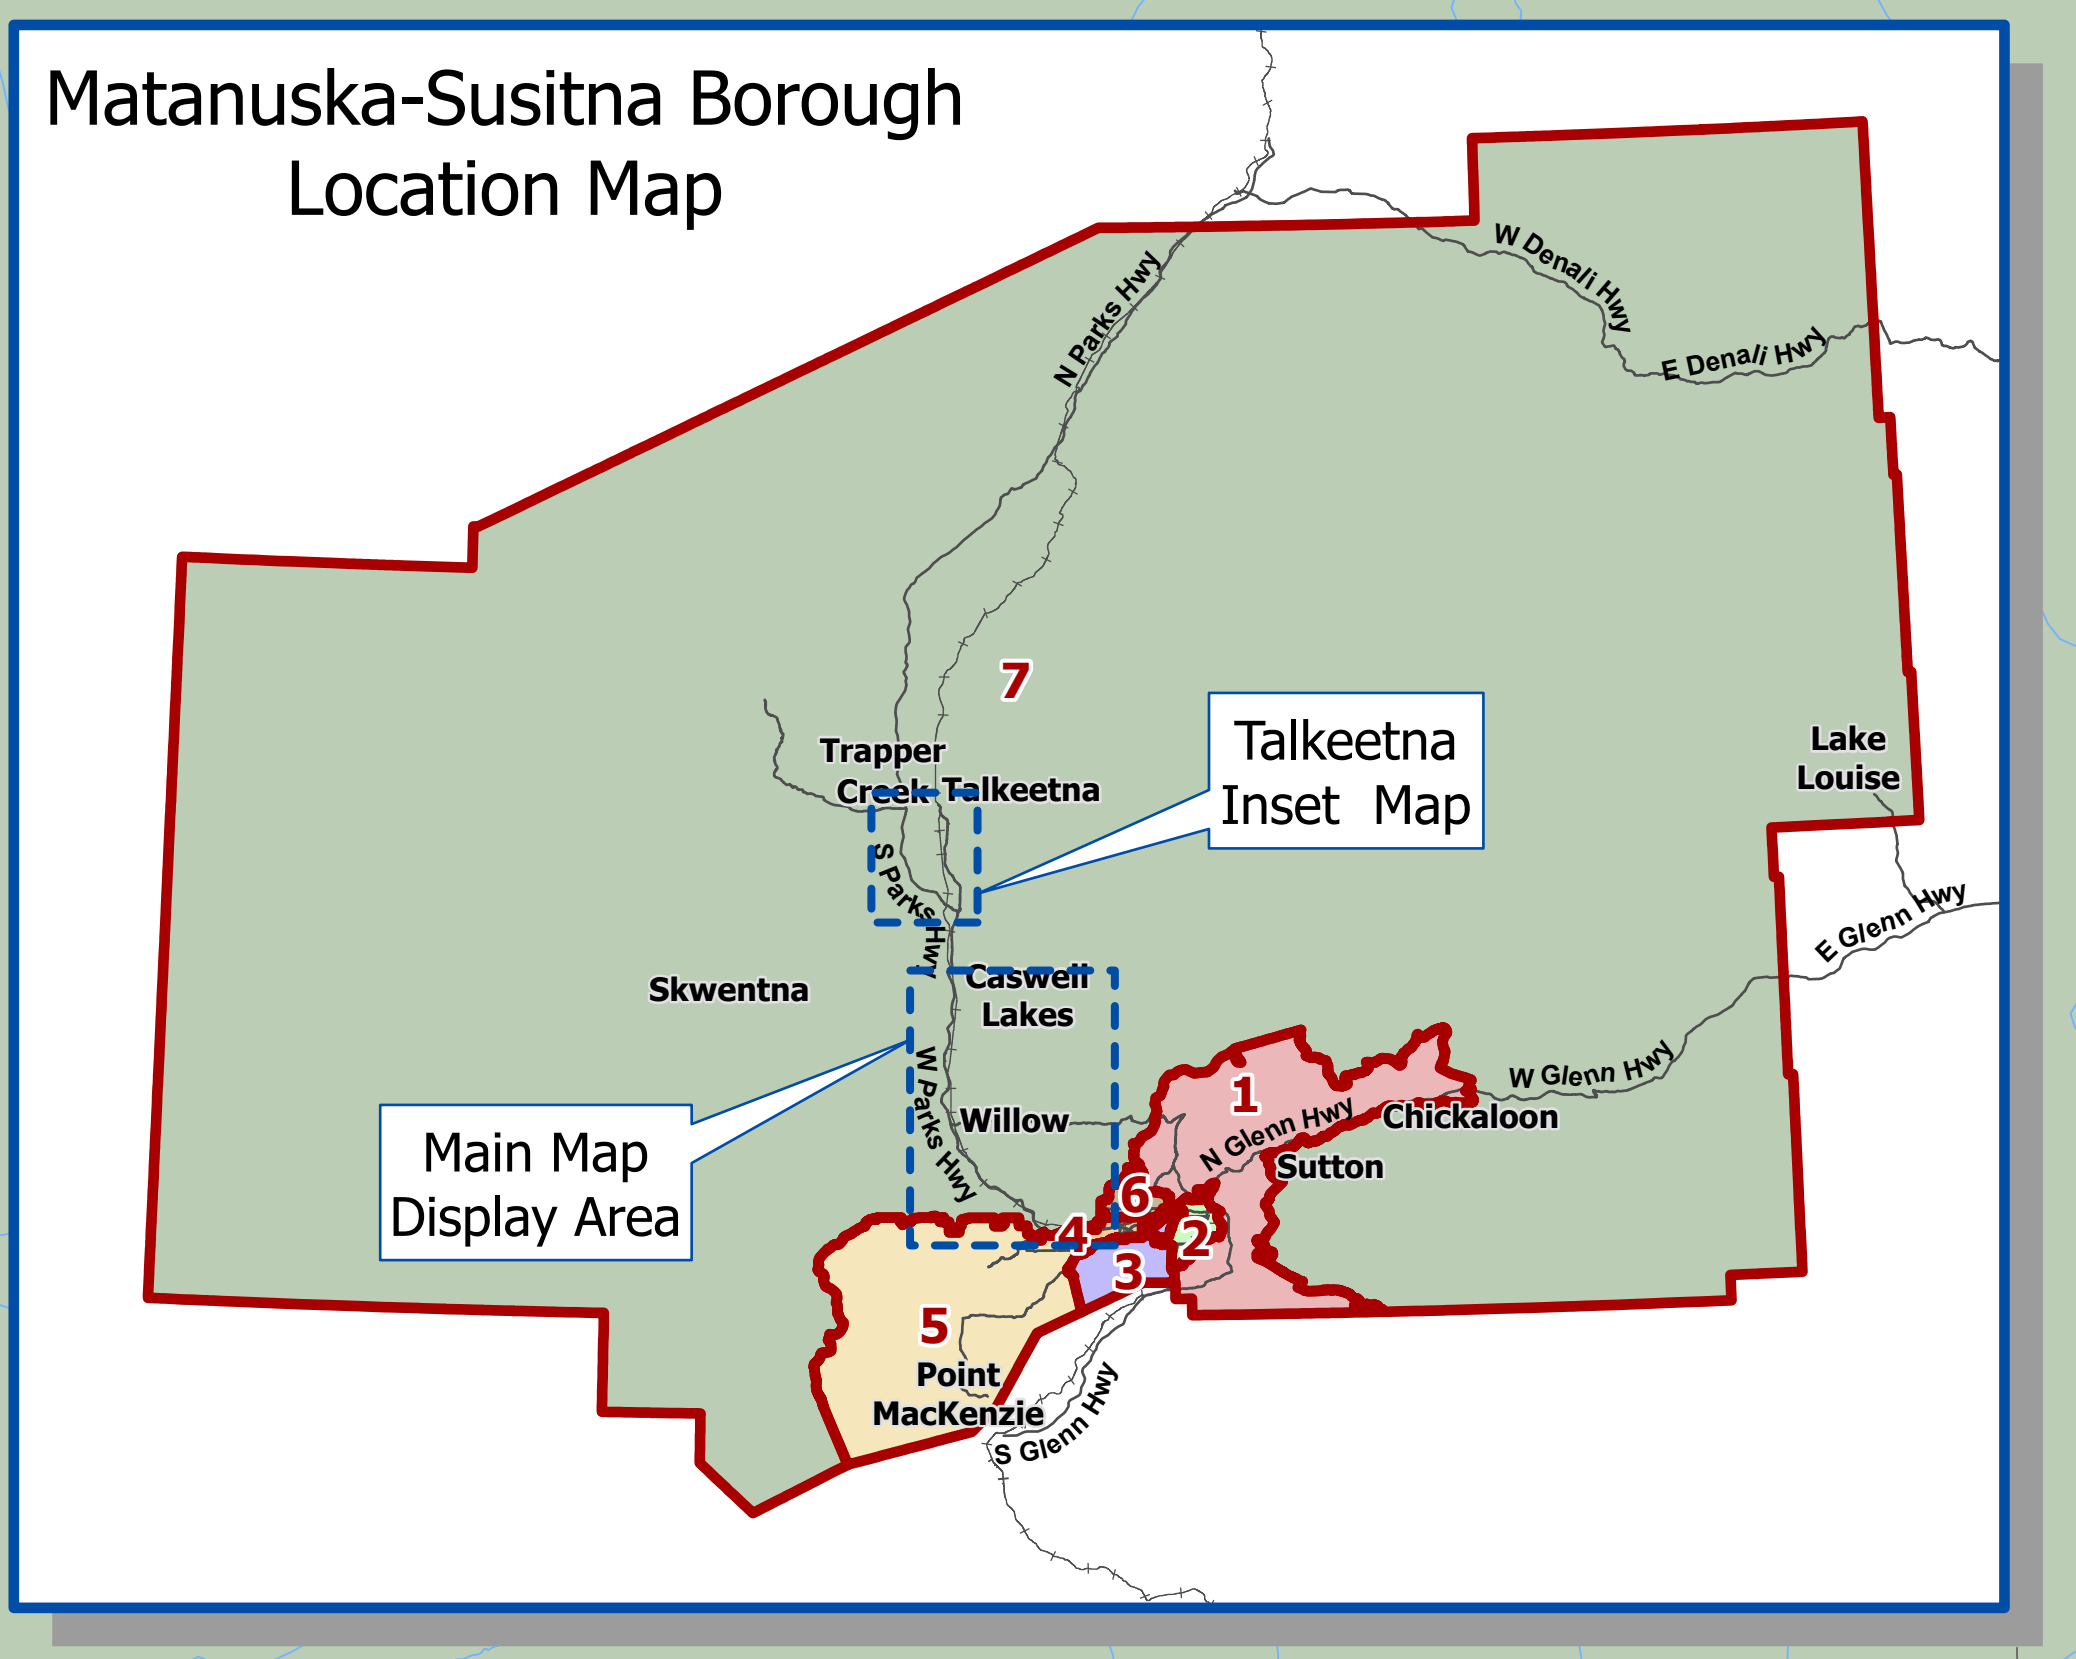 Matanuska-Susitna Borough
Location Map
W Denali Hwy
N Parks Hwy
E Denali Hwy
7
Talkeetna
Inset Map
Trapper
Creek
Talkeetna
Lake
Louise
S Parks Hwy
E Glenn Hwy
Skwentna
Caswell
Lakes
W Parks Hwy
W Glenn Hwy
1
Willow
N Glenn Hwy
Chickaloon
Main Map
Display Area
Sutton
6
4
2
3
5
Point
MacKenzie
S Glenn Hwy